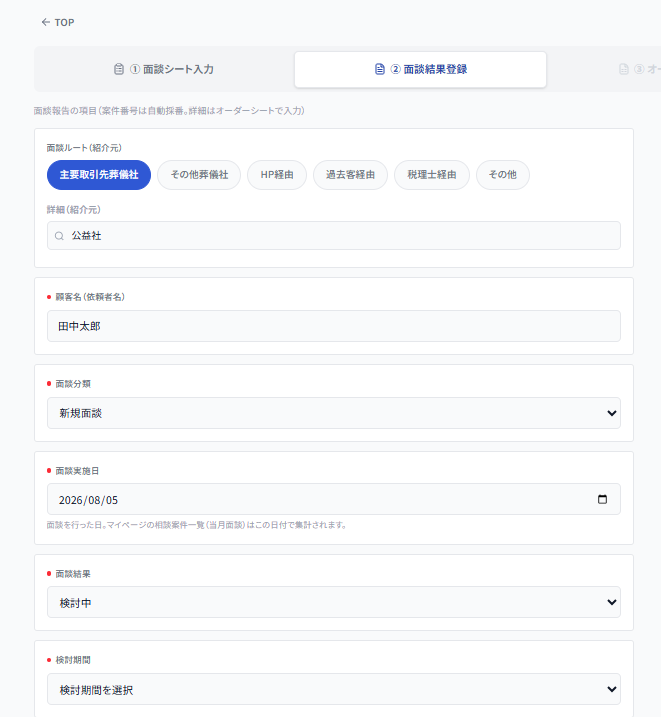 ← TOP
① 面談シート入力
② 面談結果登録
③ オー
面談報告の項目（案件番号は自動採番。詳細はオーダーシートで入力）
面談ルート（紹介元）
主要取引先葬儀社 その他葬儀社 HP経由 過去客経由 税理士経由 その他
詳細（紹介元）
公益社
顧客名（依頼者名）
田中太郎
面談分類
新規面談
面談実施日
2026/08/05
面談を行った日。マイページの相談案件一覧（当月面談）はこの日付で集計されます。
面談結果
検討中
検討期間
検討期間を選択